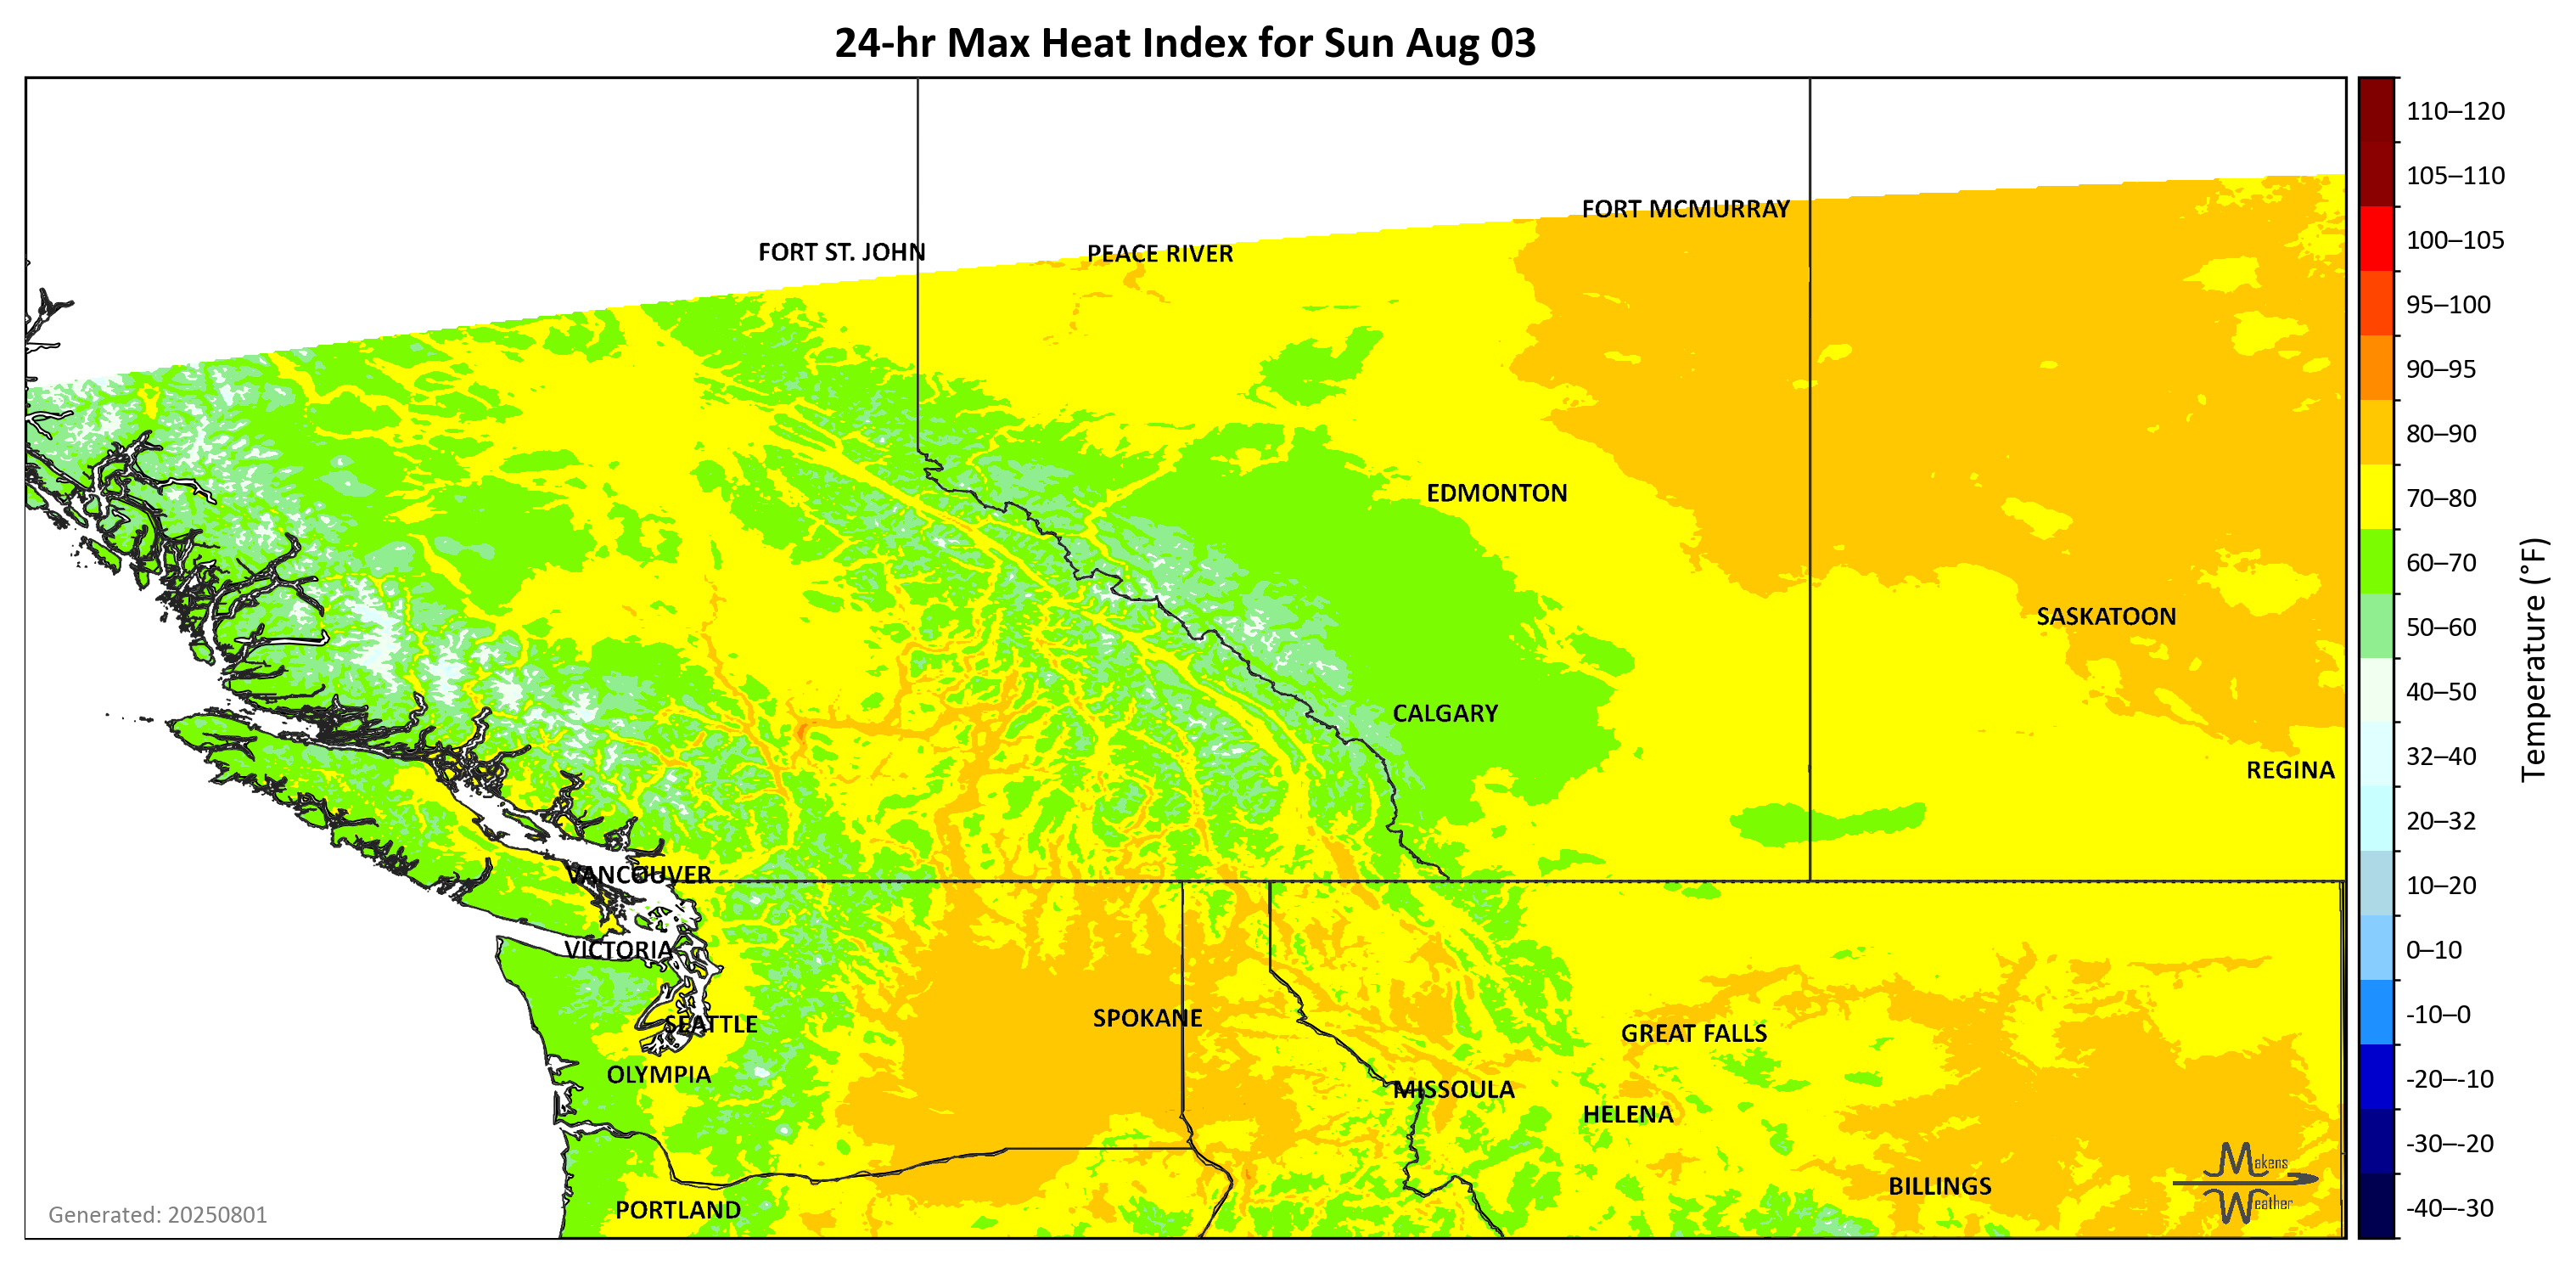 24-hr Max Heat Index for Sun Aug 03
110–120
105–110
FORT MCMURRAY
100–105
FORT ST. JOHN
PEACE RIVER
95–100
90–95
80–90
EDMONTON
70–80
60–70
SASKATOON
50–60
Temperature (°F)
40–50
CALGARY
32–40
REGINA
20–32
VANCOUVER
10–20
VICTORIA
0–10
SEATTLE
SPOKANE
GREAT FALLS
-10–0
OLYMPIA
MISSOULA
-20–-10
HELENA
-30–-20
Makens
Weather
BILLINGS
PORTLAND
-40–-30
Generated: 20250801